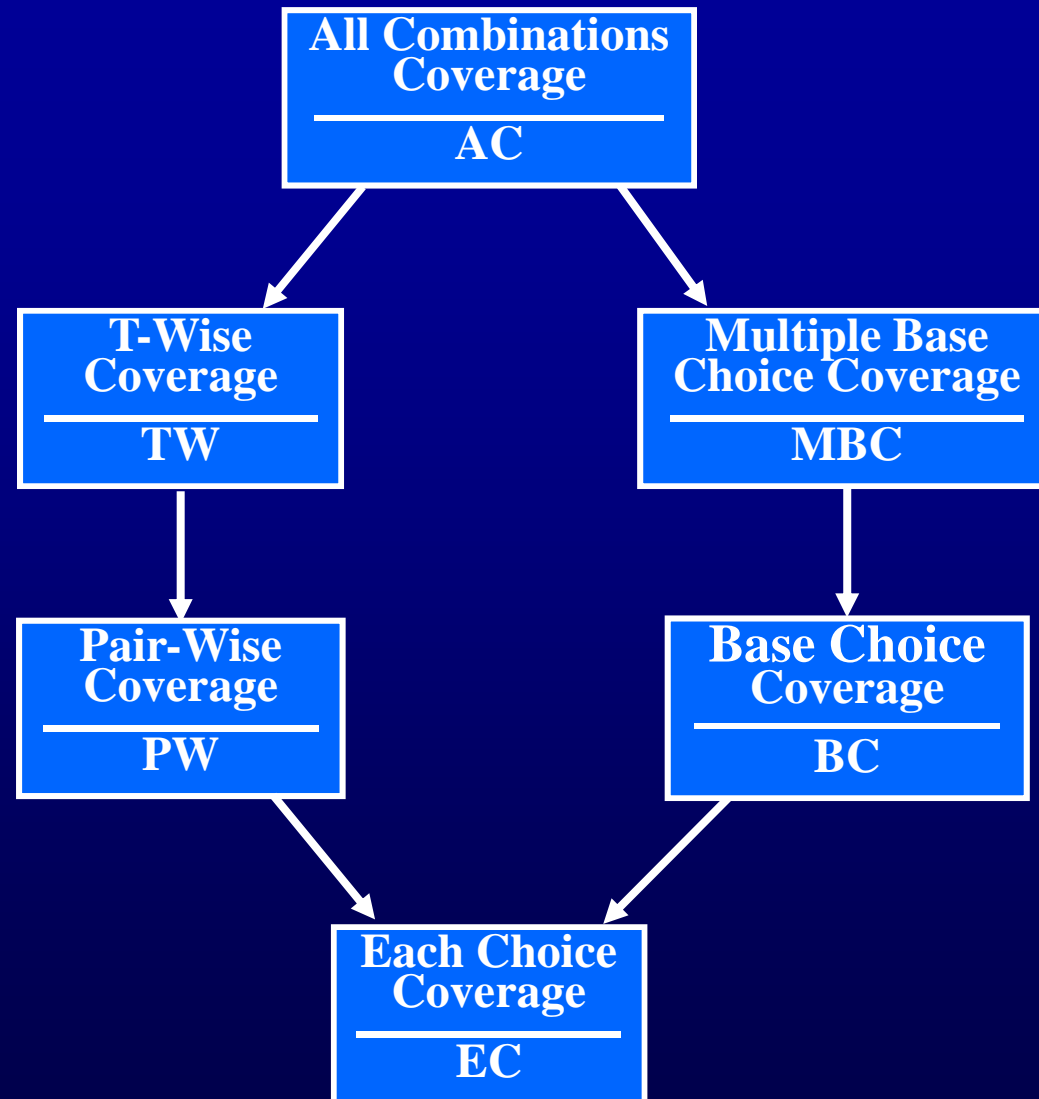 All Combinations
Coverage
AC
T-Wise
Coverage
TW
Multiple Base
Choice Coverage
MBC
Pair-Wise
Coverage
PW
Base Choice
Coverage
BC
Each Choice
Coverage
EC